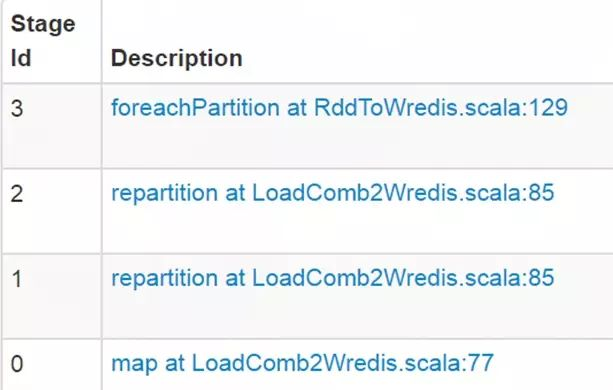 Stage
Id Description
3 foreachPartition at RddToWredis.scala:129
2 repartition at LoadComb2Wredis.scala:85
1 repartition at LoadComb2Wredis.scala:85
0 map at LoadComb2Wredis.scala:77